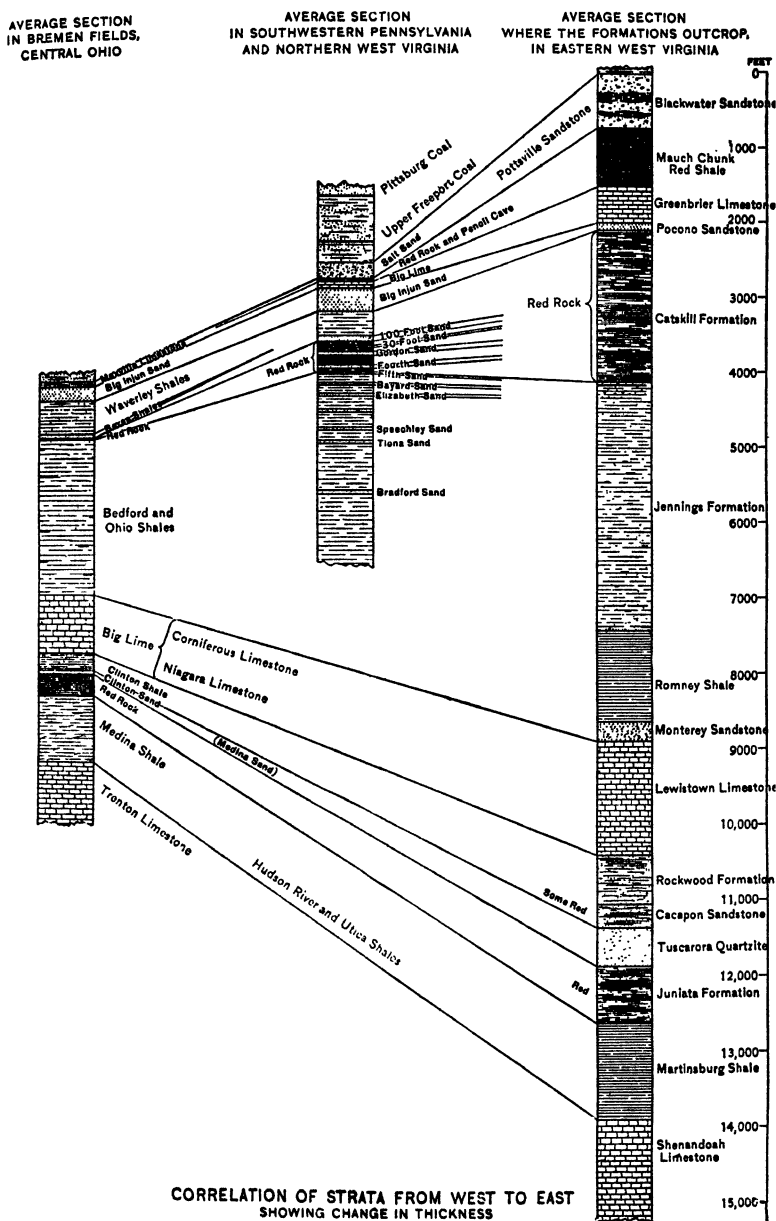 AVERAGE SECTION
IN BREMEN FIELDS,
CENTRAL OHIO
AVERAGE SECTION
IN SOUTHWESTERN PENNSYLVANIA
AND NORTHERN WEST VIRGINIA
AVERAGE SECTION
WHERE THE FORMATIONS OUTCROP,
IN EASTERN WEST VIRGINIA
FEET
0
1000
2000
3000
4000
5000
6000
7000
8000
9000
10,000
11,000
12,000
13,000
14,000
15,000
Blackwater Sandstone
Mauch Chunk
Red Shale
Greenbrier Limestone
Pocono Sandstone
Red Rock
Catskill Formation
Jennings Formation
Romney Shale
Monterey Sandstone
Lewistown Limestone
Rockwood Formation
Cacapon Sandstone
Tuscarora Quartzite
Juniata Formation
Martinsburg Shale
Shenandoah
Limestone
Pittsburg Coal
Upper Freeport Coal
Pottsville Sandstone
Salt Sand
Red Rock and Pencil Cave
Big Lime
Big Injun Sand
100-Foot Sand
30-Foot Sand
Gordon Sand
Red Rock
Fourth Sand
Fifth Sand
Bayard Sand
Elizabeth Sand
Speechley Sand
Tiona Sand
Bradford Sand
Big Injun Sand
Waverley Shales
Red Rock
Bedford and
Ohio Shales
Big Lime
Corniferous Limestone
Niagara Limestone
Clinton Shale
Clinton Sand
Red Rock
(Medina Sand)
Medina Shale
Tronton Limestone
Hudson River and Utica Shales
Some Red
Red
CORRELATION OF STRATA FROM WEST TO EAST
SHOWING CHANGE IN THICKNESS